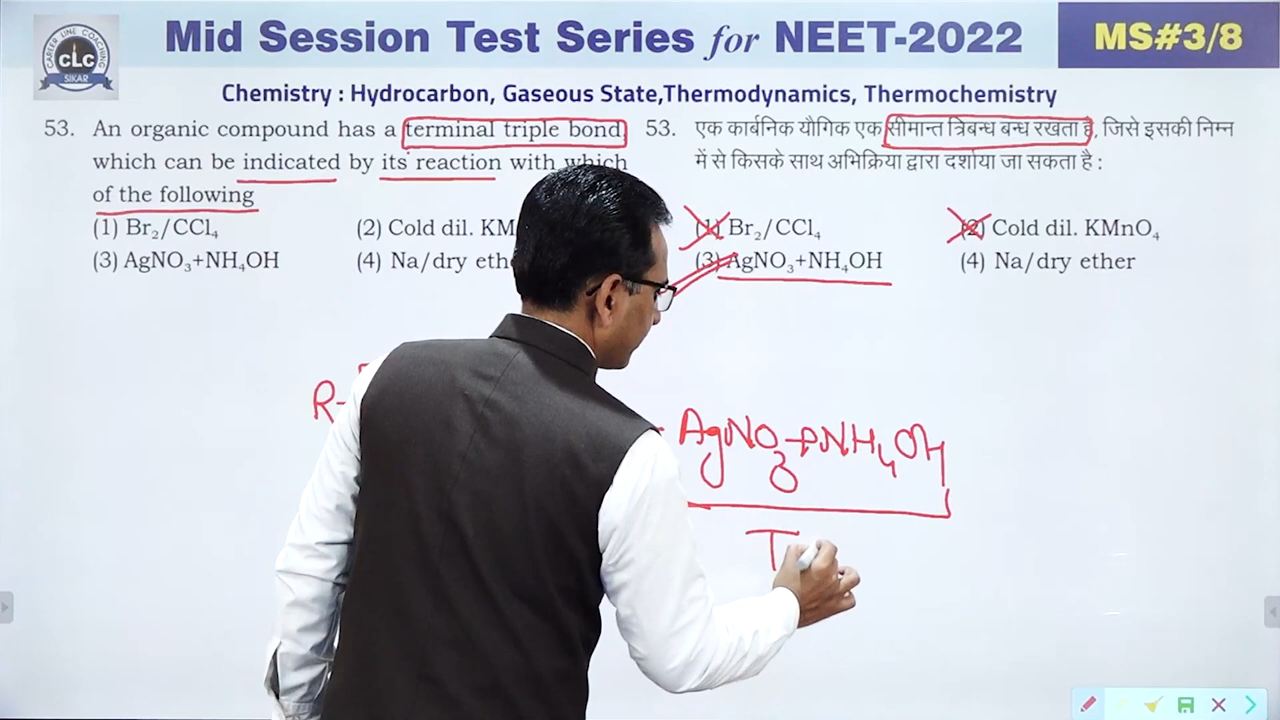 CAREER LINE COACHING
CLC
SIKAR
Mid Session Test Series for NEET-2022
MS#3/8
Chemistry : Hydrocarbon, Gaseous State,Thermodynamics, Thermochemistry
53. An organic compound has a terminal triple bond,
which can be indicated by its reaction with which
of the following
(1) Br₂/CCl₄ (2) Cold dil. KM
(3) AgNO₃+NH₄OH (4) Na/dry eth
53. एक कार्बनिक यौगिक एक सीमान्त त्रिबन्ध बन्ध रखता है, जिसे इसकी निम्न
में से किसके साथ अभिक्रिया द्वारा दर्शाया जा सकता है :
(1) Br₂/CCl₄ (2) Cold dil. KMnO₄
(3) AgNO₃+NH₄OH (4) Na/dry ether
R-
AgNO₃+NH₄OH
T